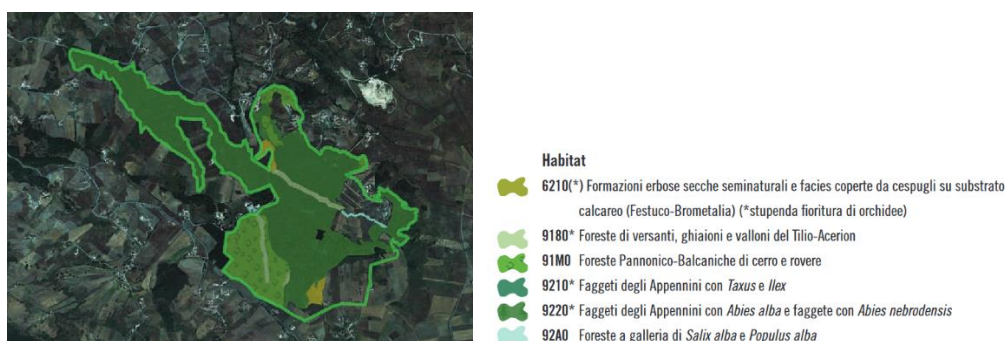 Habitat
6210(*) Formazioni erbose secche seminaturali e facies coperte da cespugli su substrato
calcareo (Festuco-Brometalia) (*stupenda fioritura di orchidee)
9180* Foreste di versanti, ghiaioni e valloni del Tilio-Acerion
91M0 Foreste Pannonico-Balcaniche di cerro e rovere
9210* Faggeti degli Appennini con Taxus e Ilex
9220* Faggeti degli Appennini con Abies alba e faggete con Abies nebrodensis
92A0 Foreste a galleria di Salix alba e Populus alba